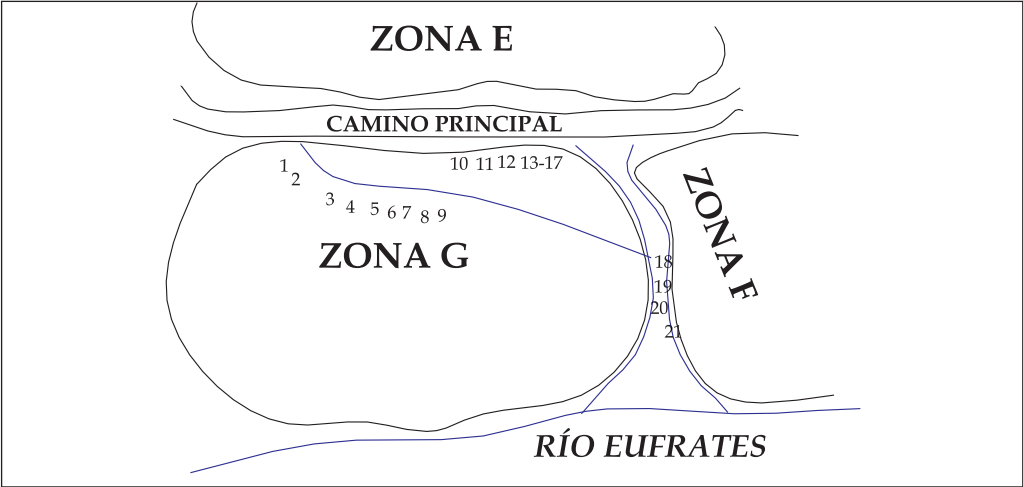 ZONA E
CAMINO PRINCIPAL
1
2
10 11 12 13-17
3
4
5 6 7 8 9
ZONA G
ZONA F
18
19
20
21
RÍO EUFRATES